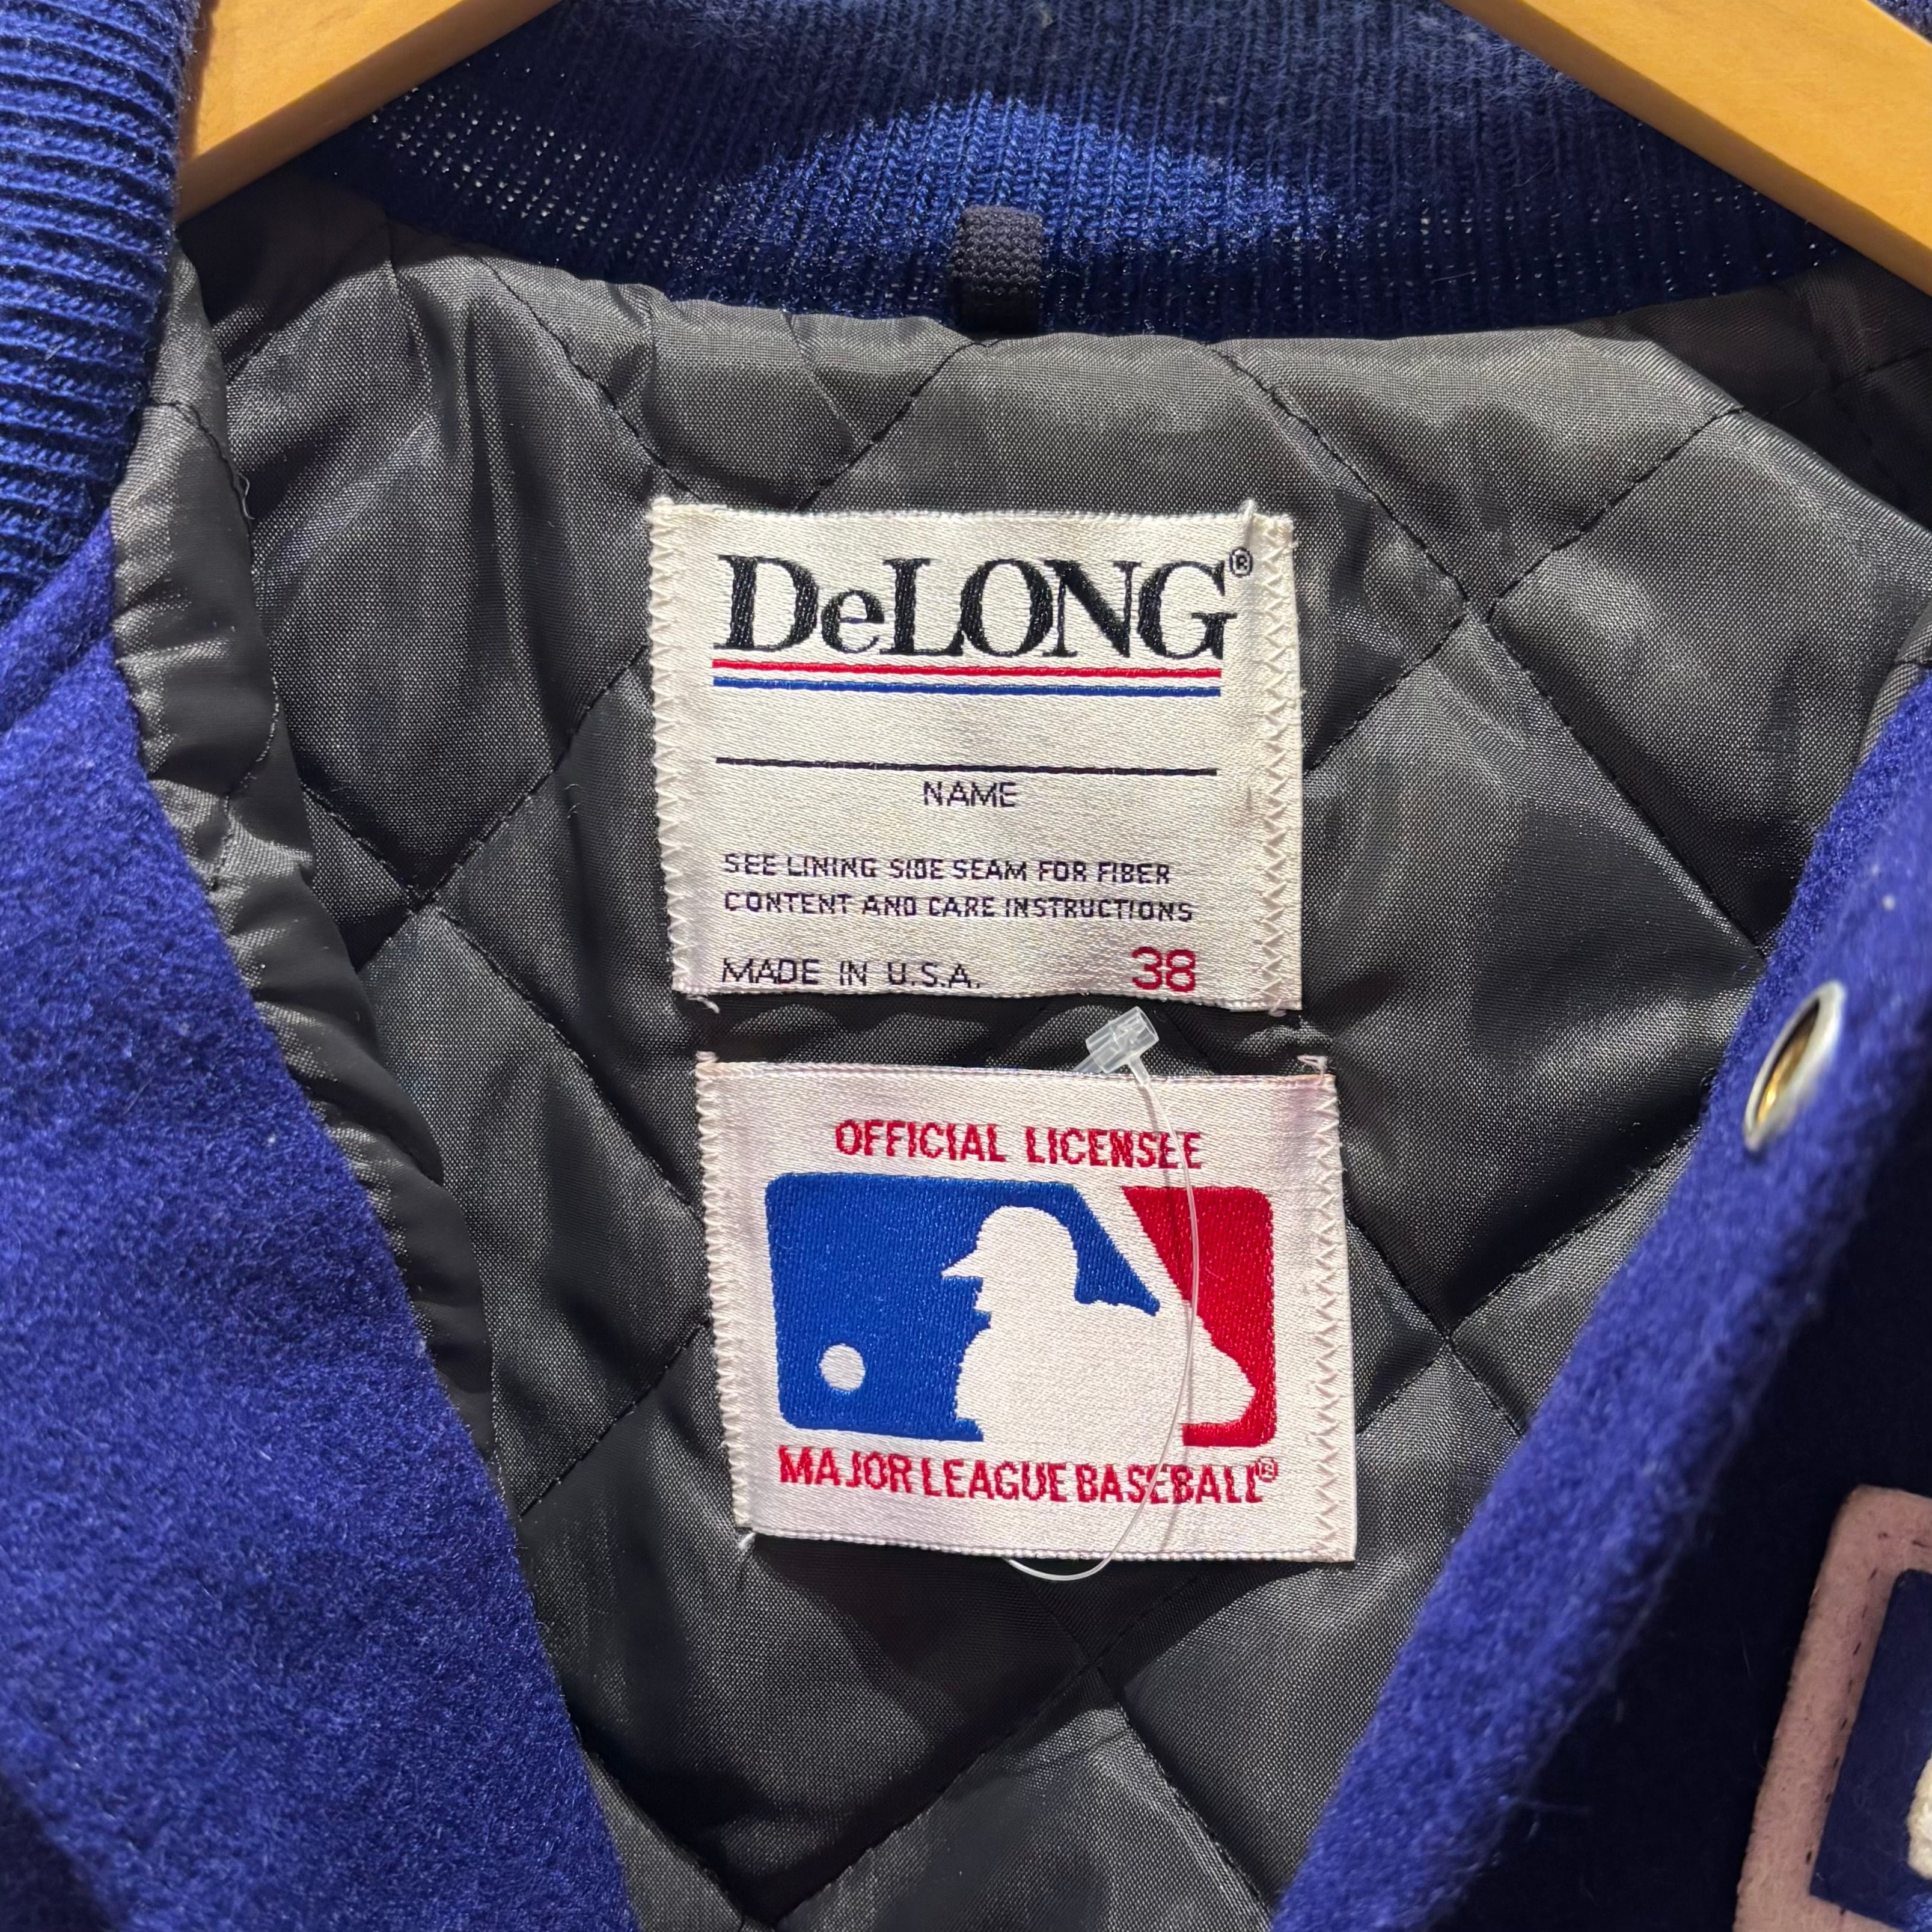 DeLONG®
NAME
SEE LINING SIDE SEAM FOR FIBER
CONTENT AND CARE INSTRUCTIONS
MADE IN U.S.A. 38
OFFICIAL LICENSEE
MAJOR LEAGUE BASEBALL®